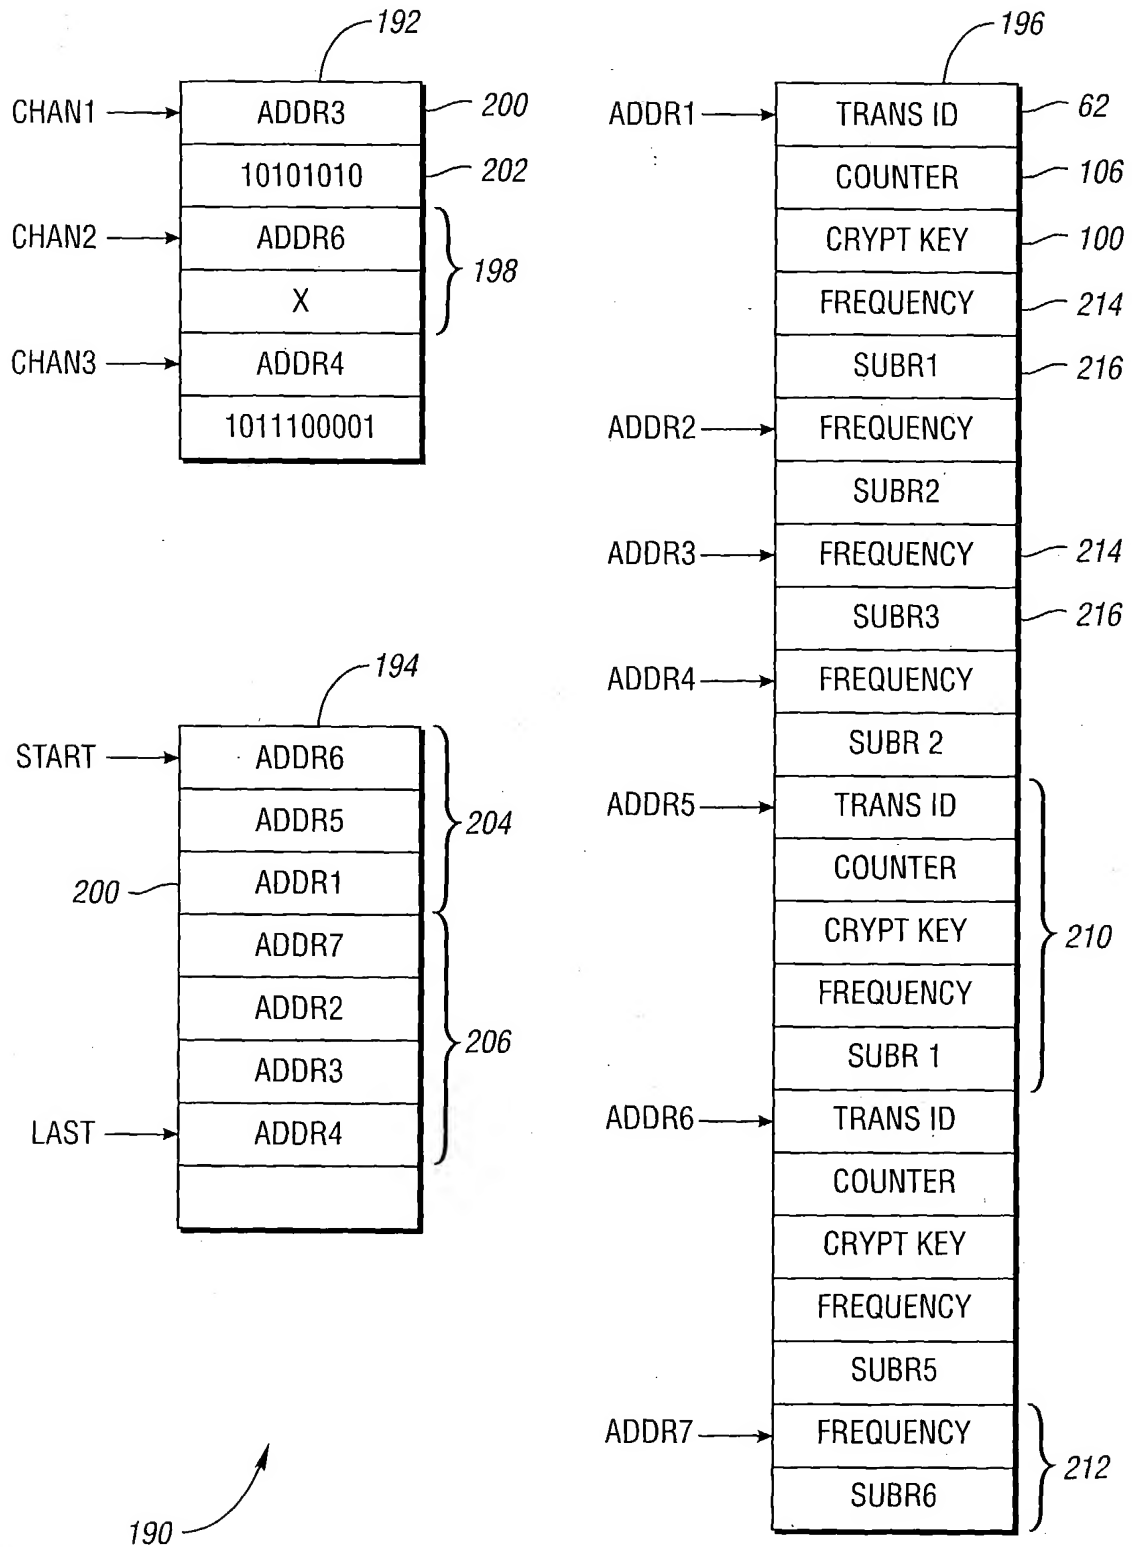 192
CHAN1
ADDR3
200
10101010
202
CHAN2
ADDR6
X
198
CHAN3
ADDR4
1011100001
194
START
ADDR6
ADDR5
204
200
ADDR1
ADDR7
ADDR2
206
ADDR3
LAST
ADDR4
190
196
ADDR1
TRANS ID
62
COUNTER
106
CRYPT KEY
100
FREQUENCY
214
SUBR1
216
ADDR2
FREQUENCY
SUBR2
ADDR3
FREQUENCY
214
SUBR3
216
ADDR4
FREQUENCY
SUBR 2
ADDR5
TRANS ID
COUNTER
CRYPT KEY
210
FREQUENCY
SUBR 1
ADDR6
TRANS ID
COUNTER
CRYPT KEY
FREQUENCY
SUBR5
ADDR7
FREQUENCY
212
SUBR6